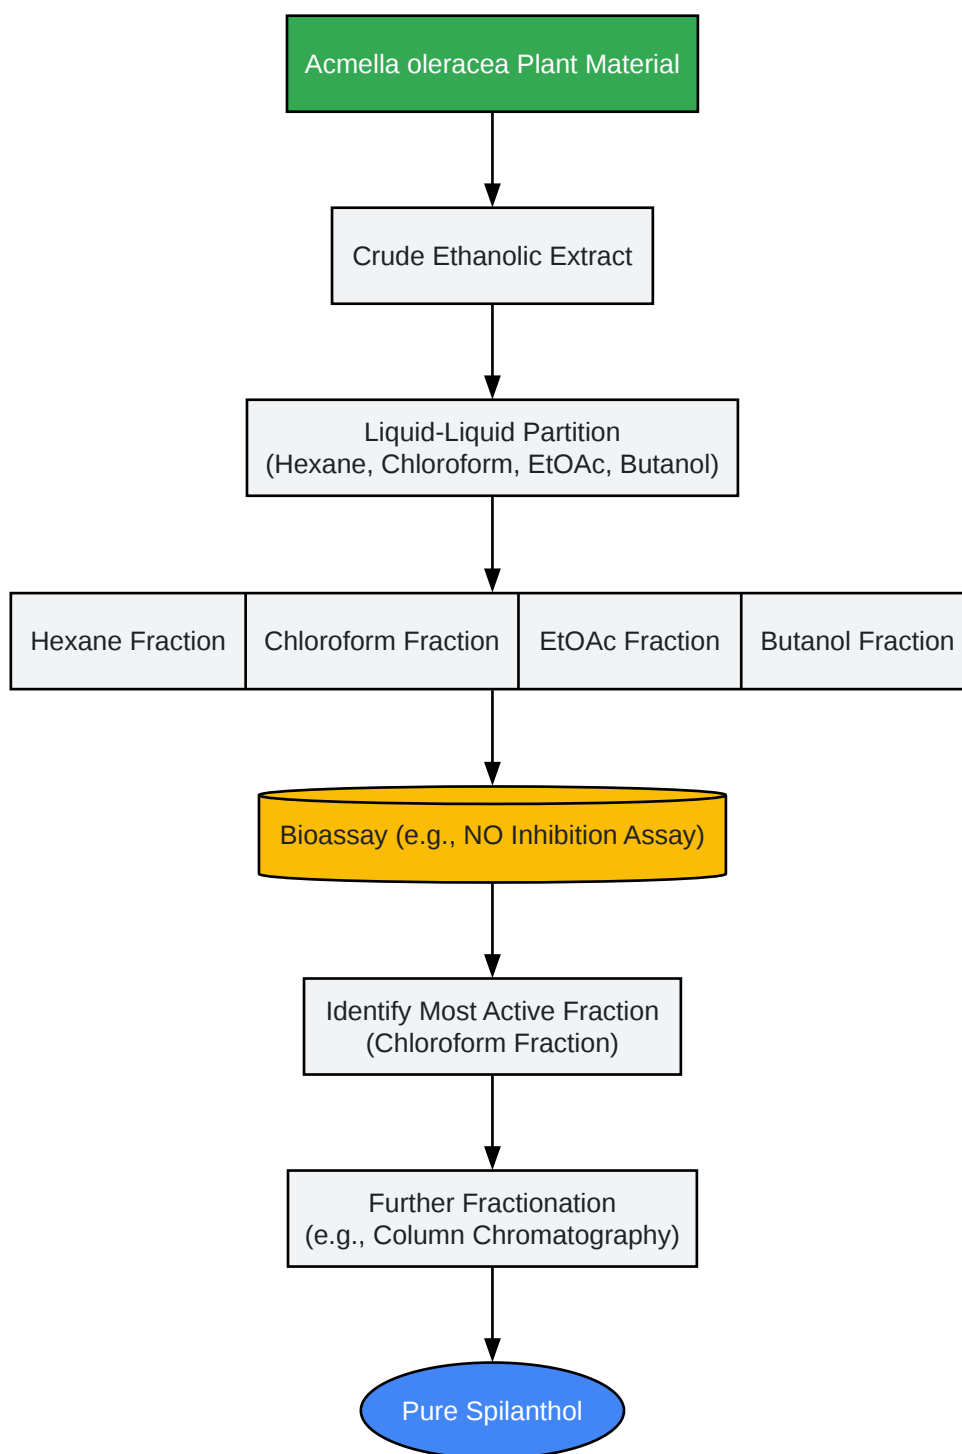 Acmella oleracea Plant Material
Crude Ethanolic Extract
Liquid-Liquid Partition
(Hexane, Chloroform, EtOAc, Butanol)
Hexane Fraction
Chloroform Fraction
EtOAc Fraction
Butanol Fraction
Bioassay (e.g., NO Inhibition Assay)
Identify Most Active Fraction
(Chloroform Fraction)
Further Fractionation
(e.g., Column Chromatography)
Pure Spilanthol